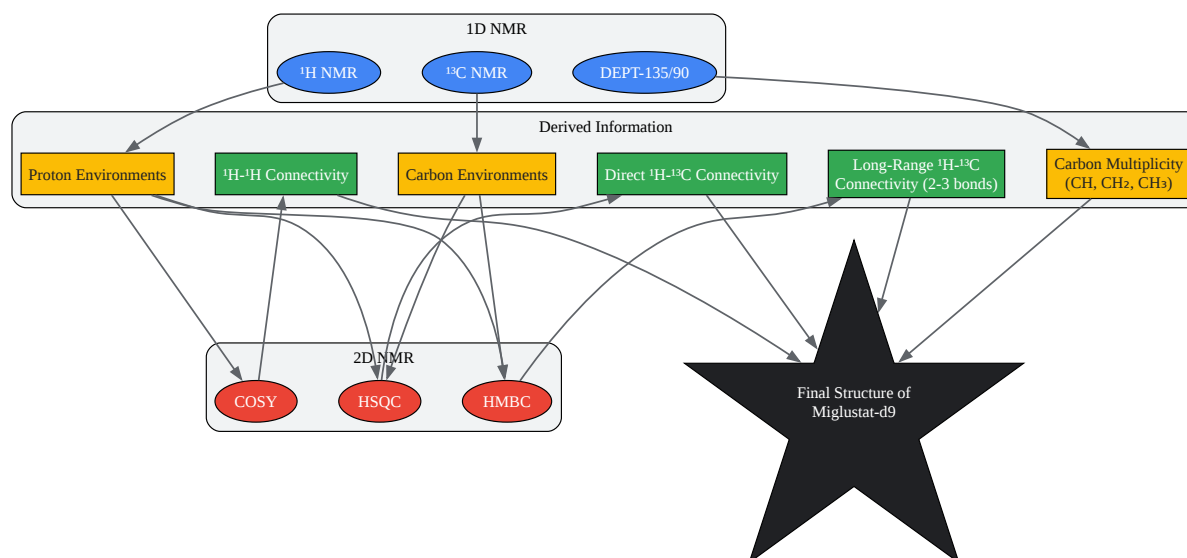 1D NMR
¹H NMR
¹³C NMR
DEPT-135/90
Derived Information
Proton Environments
¹H-¹H Connectivity
Carbon Environments
Direct ¹H-¹³C Connectivity
Long-Range ¹H-¹³C
Connectivity (2-3 bonds)
Carbon Multiplicity
(CH, CH₂, CH₃)
2D NMR
COSY
HSQC
HMBC
Final Structure of
Miglustat-d9